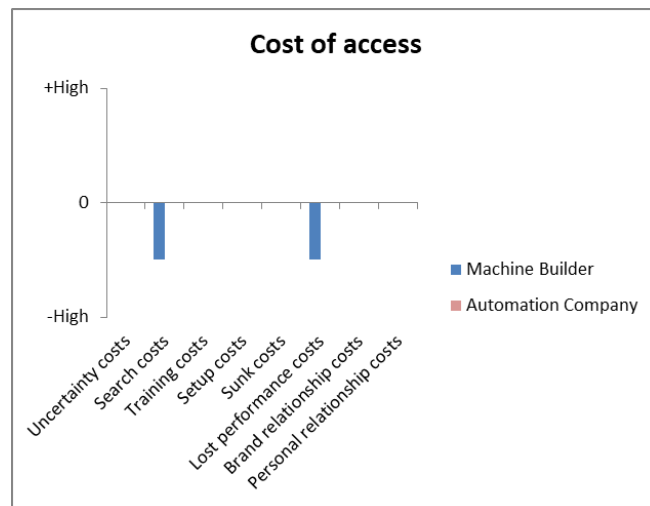 Cost of access
+High
0
-High
Machine Builder
Automation Company
Uncertainty costs
Search costs
Training costs
Setup costs
Sunk costs
Lost performance costs
Brand relationship costs
Personal relationship costs